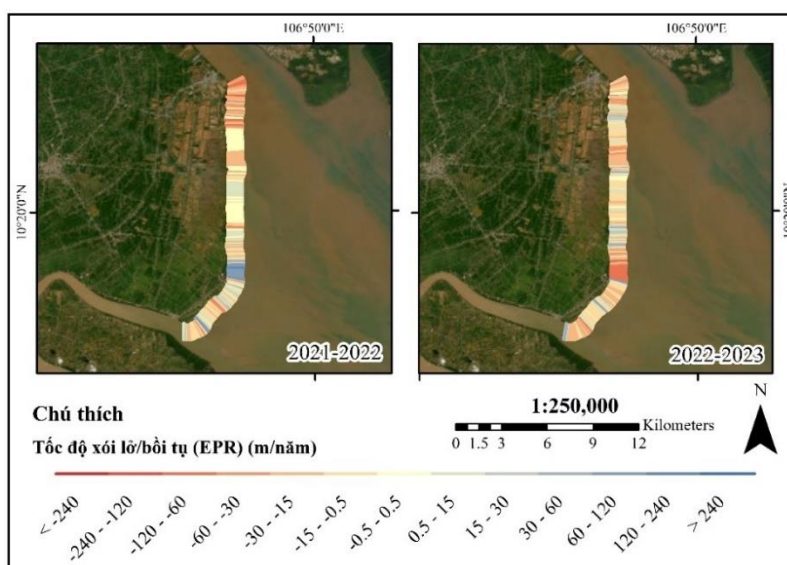 106°50'0"E
106°50'0"E
10°20'0"N
10°20'0"N
2021-2022
2022-2023
Chú thích
1:250,000
N
Kilometers
0 1.5 3 6 9 12
Tốc độ xói lở/bồi tụ (EPR) (m/năm)
< -240
-240 - -120
-120 - -60
-60 - -30
-30 - -15
-15 - -0.5
-0.5 - 0.5
0.5 - 15
15 - 30
30 - 60
60 - 120
120 - 240
> 240